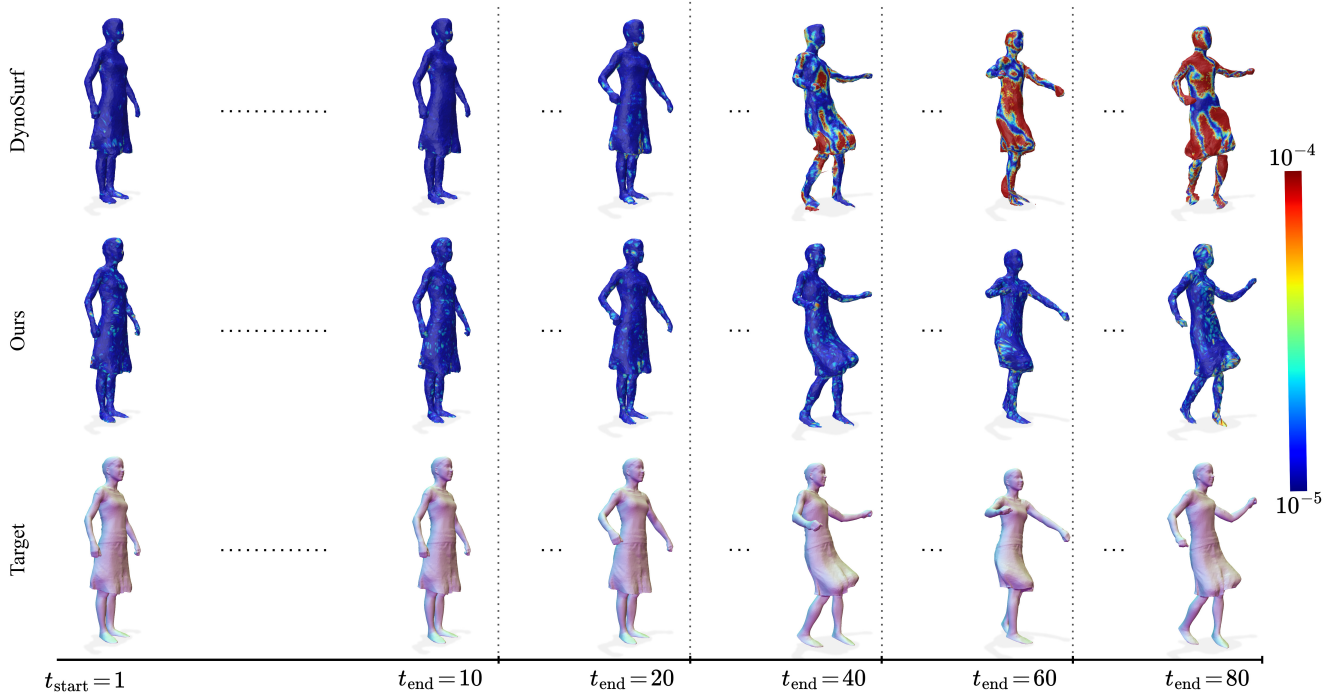 DynoSurf
Ours
Target
10⁻⁴
10⁻⁵
t_start = 1
t_end = 10
t_end = 20
t_end = 40
t_end = 60
t_end = 80